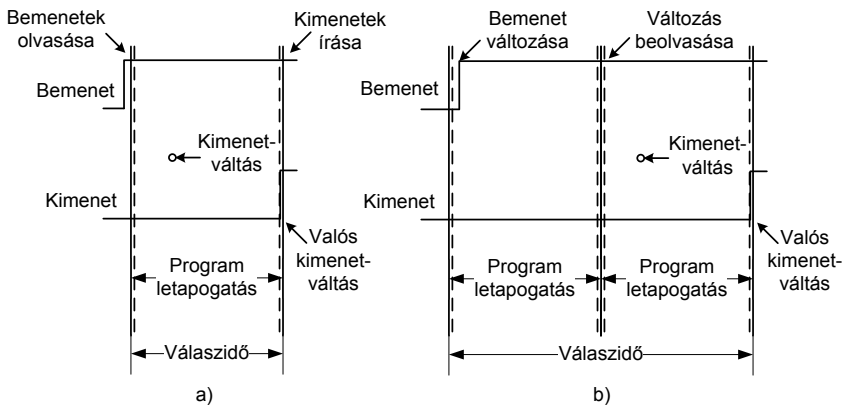 Bemenetek
olvasása
Kimenetek
írása
Bemenet
Kimenet-
váltás
Kimenet
Valós
kimenet-
váltás
Program
letapogatás
Válaszidő
a)
Bemenet
változása
Változás
beolvasása
Bemenet
Kimenet-
váltás
Kimenet
Valós
kimenet-
váltás
Program
letapogatás
Program
letapogatás
Válaszidő
b)